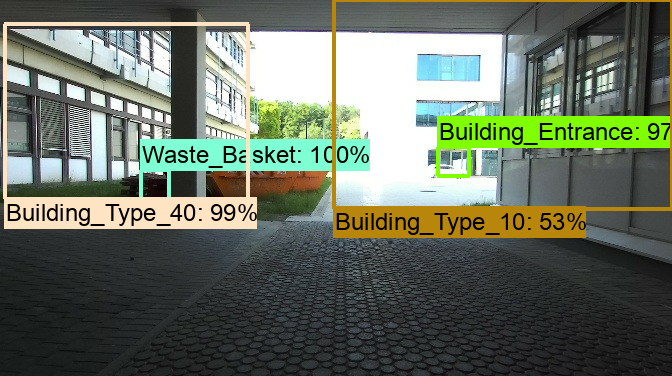 Building_Entrance: 97
Waste_Basket: 100%
Building_Type_40: 99%
Building_Type_10: 53%